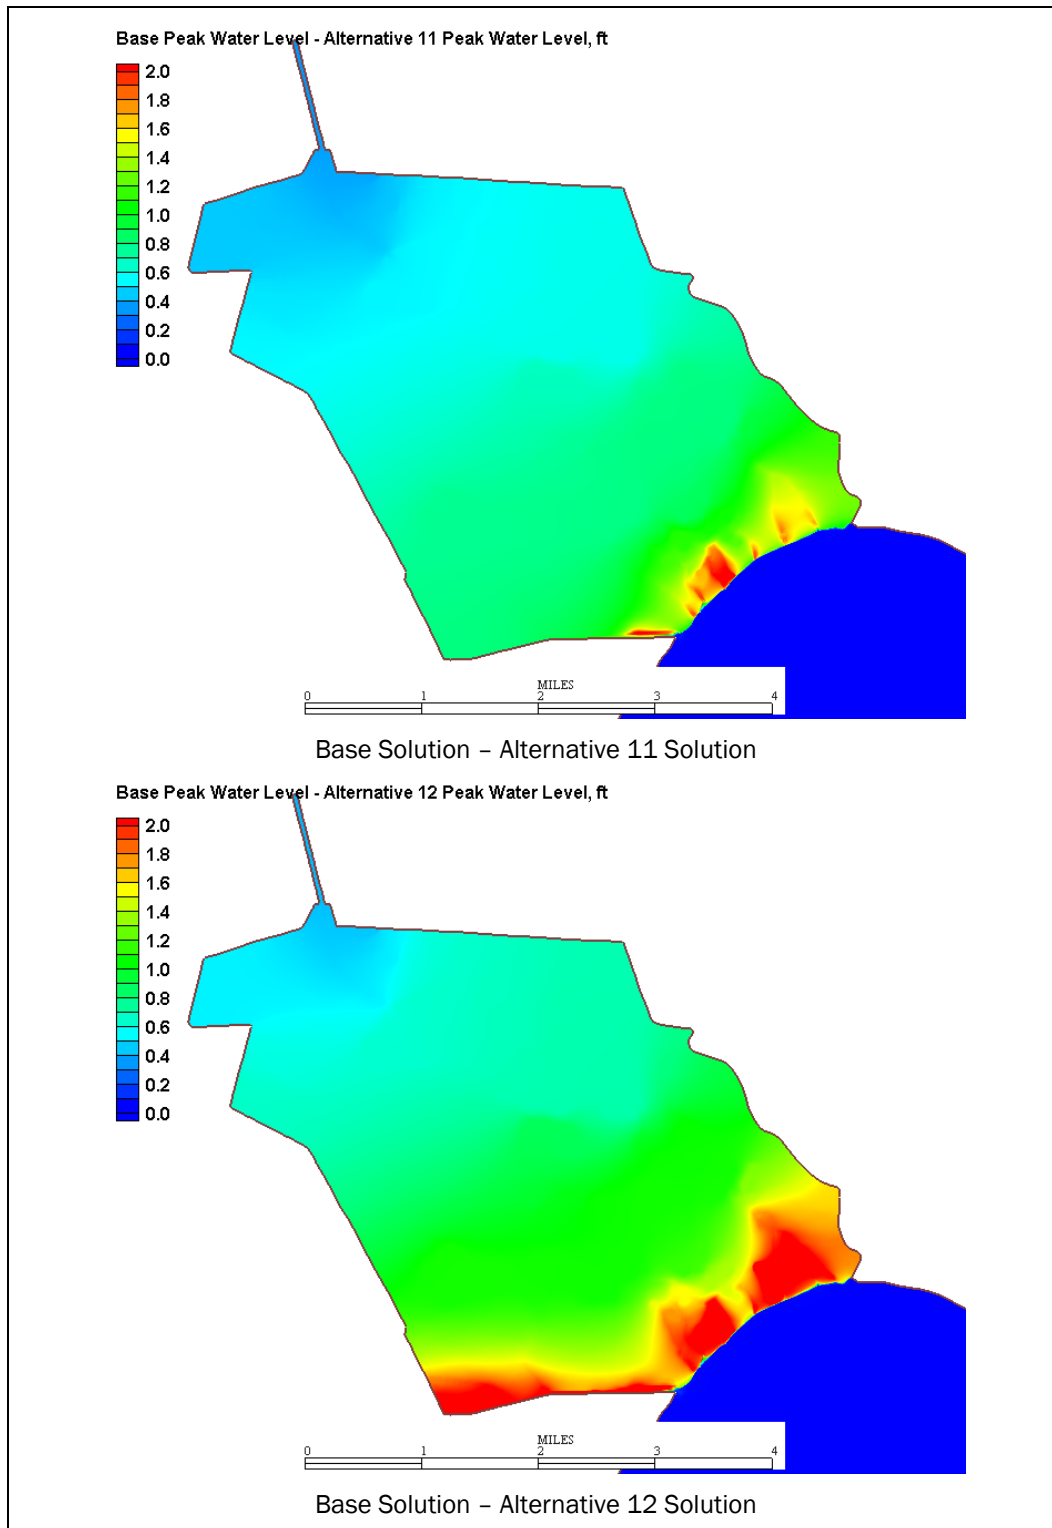 Base Peak Water Level - Alternative 11 Peak Water Level, ft
2.0
1.8
1.6
1.4
1.2
1.0
0.8
0.6
0.4
0.2
0.0
MILES
0 1 2 3 4
Base Solution – Alternative 11 Solution
Base Peak Water Level - Alternative 12 Peak Water Level, ft
2.0
1.8
1.6
1.4
1.2
1.0
0.8
0.6
0.4
0.2
0.0
MILES
0 1 2 3 4
Base Solution – Alternative 12 Solution